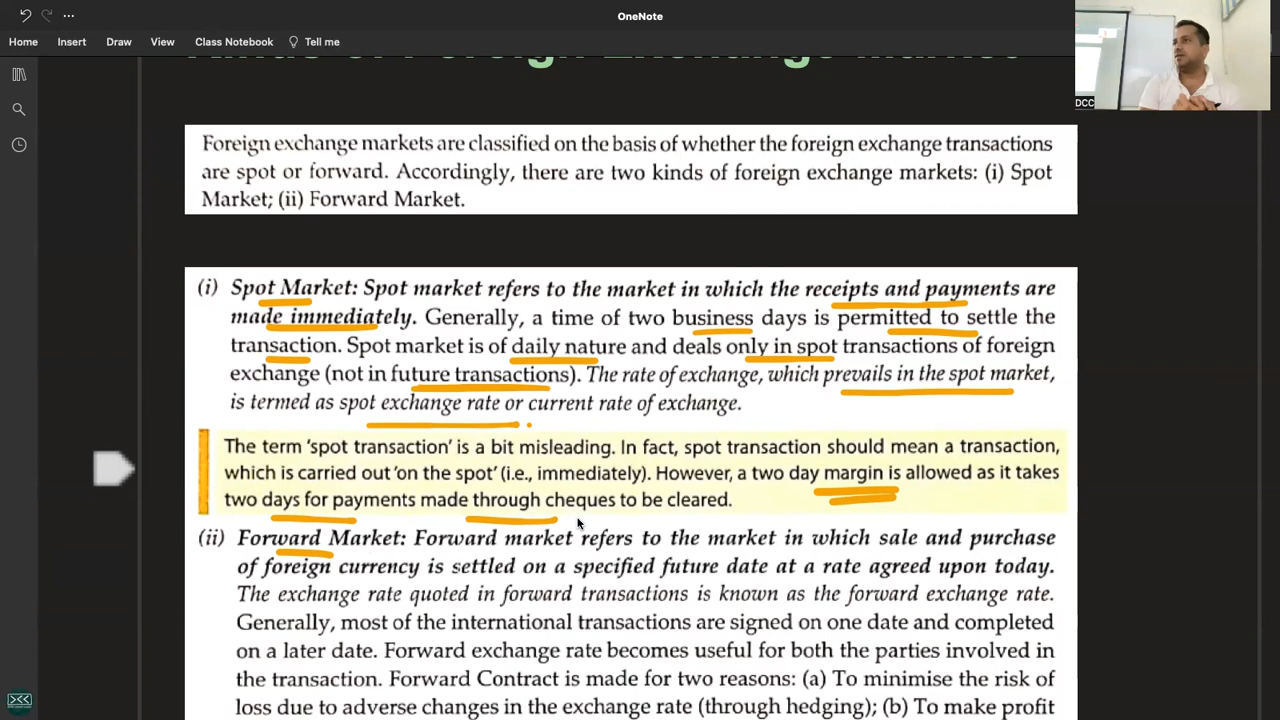 OneNote
Home Insert Draw View Class Notebook Tell me
Kinds of Foreign Exchange Market
DCC
Foreign exchange markets are classified on the basis of whether the foreign exchange transactions
are spot or forward. Accordingly, there are two kinds of foreign exchange markets: (i) Spot
Market; (ii) Forward Market.
(i) Spot Market: Spot market refers to the market in which the receipts and payments are
made immediately. Generally, a time of two business days is permitted to settle the
transaction. Spot market is of daily nature and deals only in spot transactions of foreign
exchange (not in future transactions). The rate of exchange, which prevails in the spot market,
is termed as spot exchange rate or current rate of exchange.
The term 'spot transaction' is a bit misleading. In fact, spot transaction should mean a transaction,
which is carried out 'on the spot' (i.e., immediately). However, a two day margin is allowed as it takes
two days for payments made through cheques to be cleared.
(ii) Forward Market: Forward market refers to the market in which sale and purchase
of foreign currency is settled on a specified future date at a rate agreed upon today.
The exchange rate quoted in forward transactions is known as the forward exchange rate.
Generally, most of the international transactions are signed on one date and completed
on a later date. Forward exchange rate becomes useful for both the parties involved in
the transaction. Forward Contract is made for two reasons: (a) To minimise the risk of
loss due to adverse changes in the exchange rate (through hedging); (b) To make profit